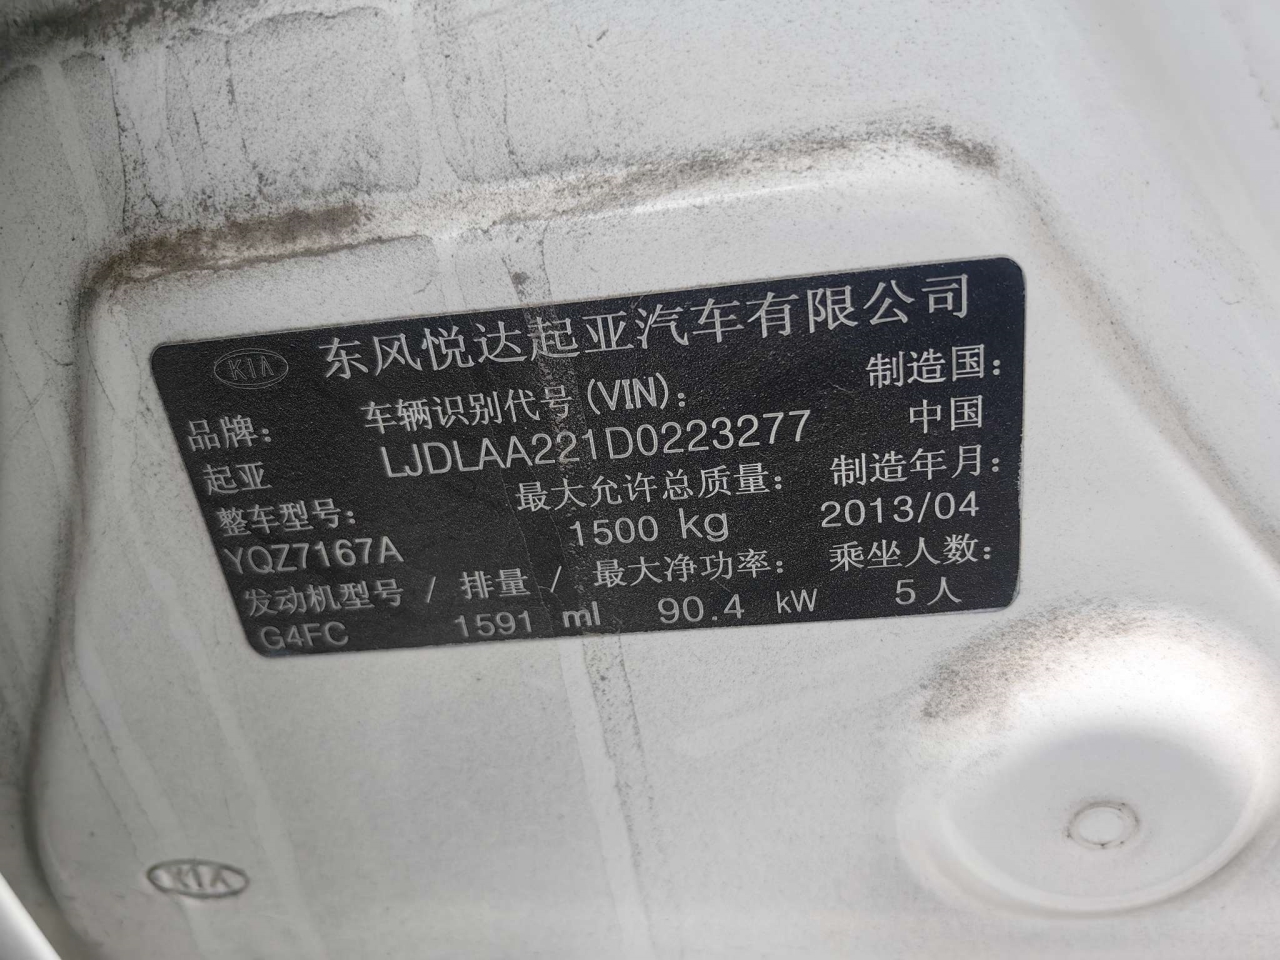 KIA 东风悦达起亚汽车有限公司
品牌： 车辆识别代号 (VIN)： 制造国：
起亚 LJDLAA221D0223277 中国
整车型号： 最大允许总质量： 制造年月：
YQZ7167A 1500 kg 2013/04
发动机型号 / 排量 / 最大净功率： 乘坐人数：
G4FC 1591 ml 90.4 kW 5 人
KIA